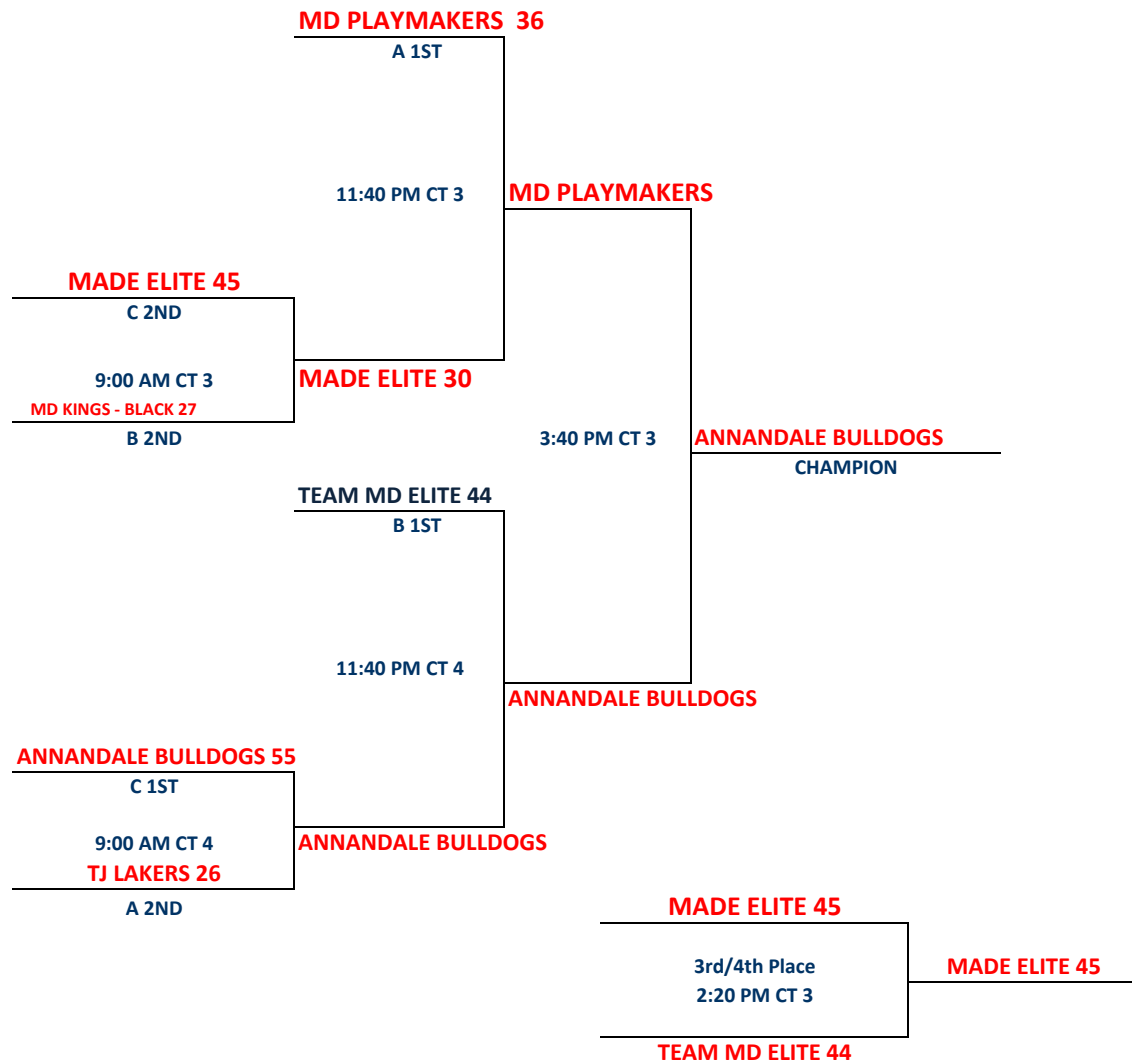 MD PLAYMAKERS 36
A 1ST
11:40 PM CT 3
MD PLAYMAKERS
MADE ELITE 45
C 2ND
9:00 AM CT 3
MADE ELITE 30
MD KINGS - BLACK 27
B 2ND
3:40 PM CT 3
ANNANDALE BULLDOGS
CHAMPION
TEAM MD ELITE 44
B 1ST
11:40 PM CT 4
ANNANDALE BULLDOGS
ANNANDALE BULLDOGS 55
C 1ST
9:00 AM CT 4
ANNANDALE BULLDOGS
TJ LAKERS 26
A 2ND
MADE ELITE 45
3rd/4th Place
2:20 PM CT 3
MADE ELITE 45
TEAM MD ELITE 44